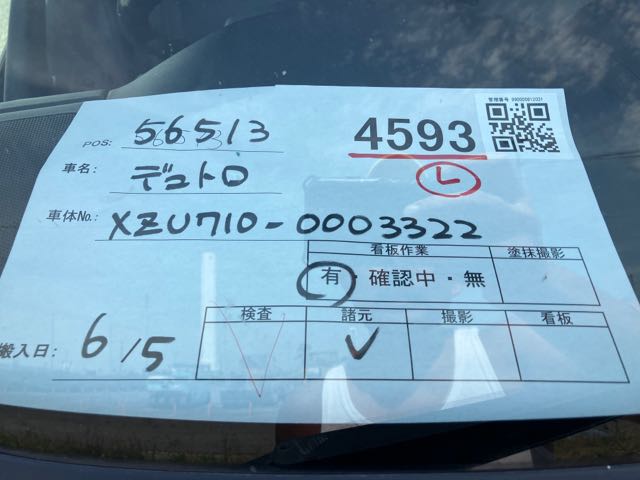 管理番号 090000812031
POS: 56513
4593
車名: デュトロ
レ
車体No.: XZU710-0003322
看板作業 塗抹撮影
有・確認中・無
検査 諸元 撮影 看板
搬入日: 6/5